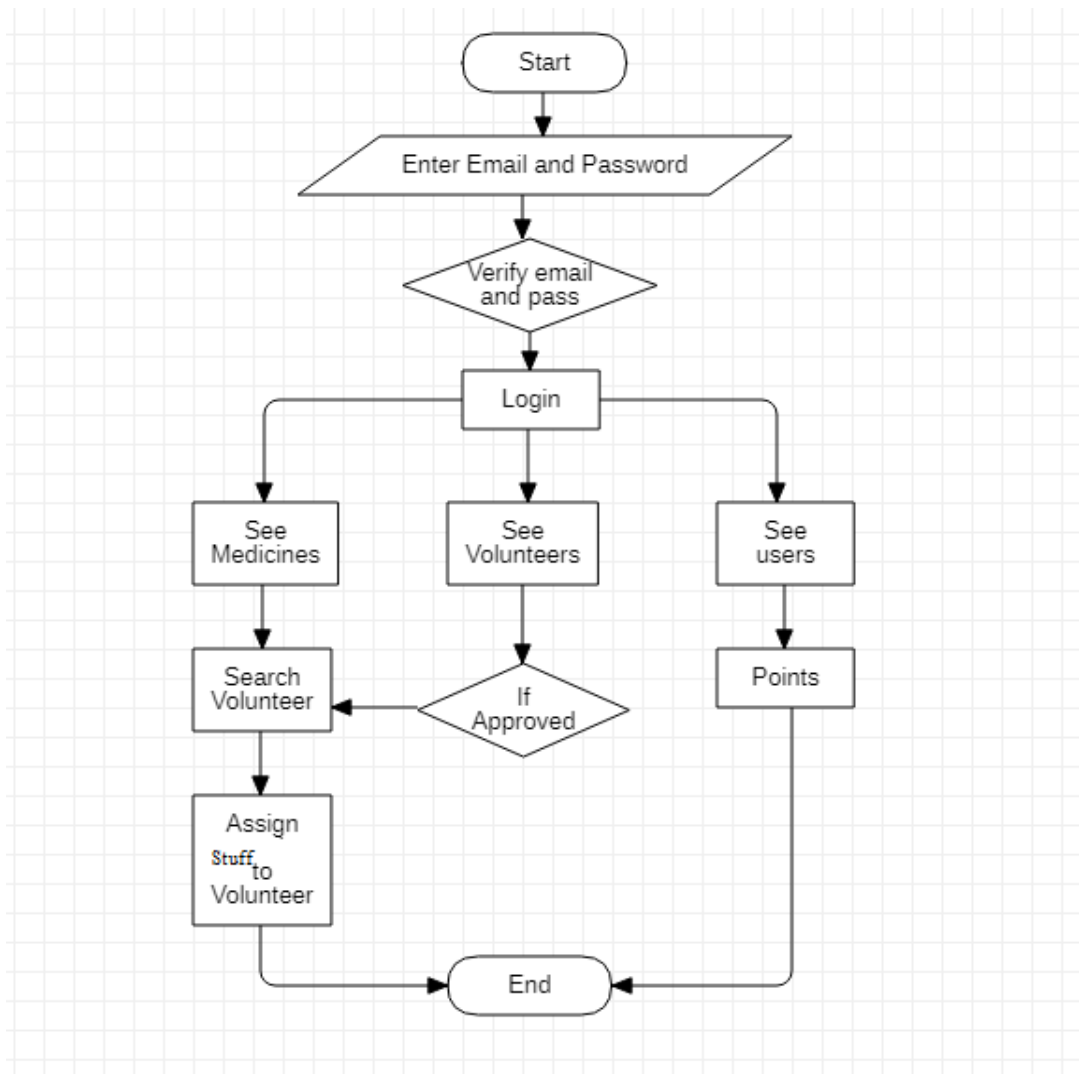 Start
Enter Email and Password
Verify email
and pass
Login
See
Medicines
See
Volunteers
See
users
Search
Volunteer
If
Approved
Points
Assign
Stuff
to
Volunteer
End